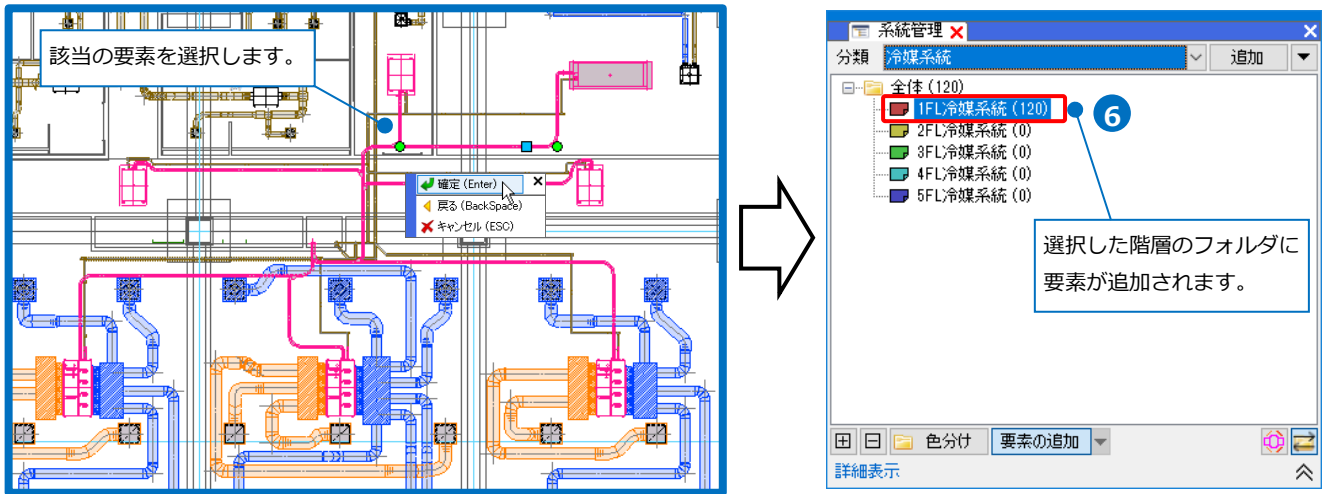 該当の要素を選択します。
確定(Enter)
戻る(BackSpace)
キャンセル(ESC)
系統管理
分類
冷媒系統
追加
全体(120)
1FL冷媒系統(120)
2FL冷媒系統(0)
3FL冷媒系統(0)
4FL冷媒系統(0)
5FL冷媒系統(0)
6
選択した階層のフォルダに
要素が追加されます。
色分け
要素の追加
詳細表示